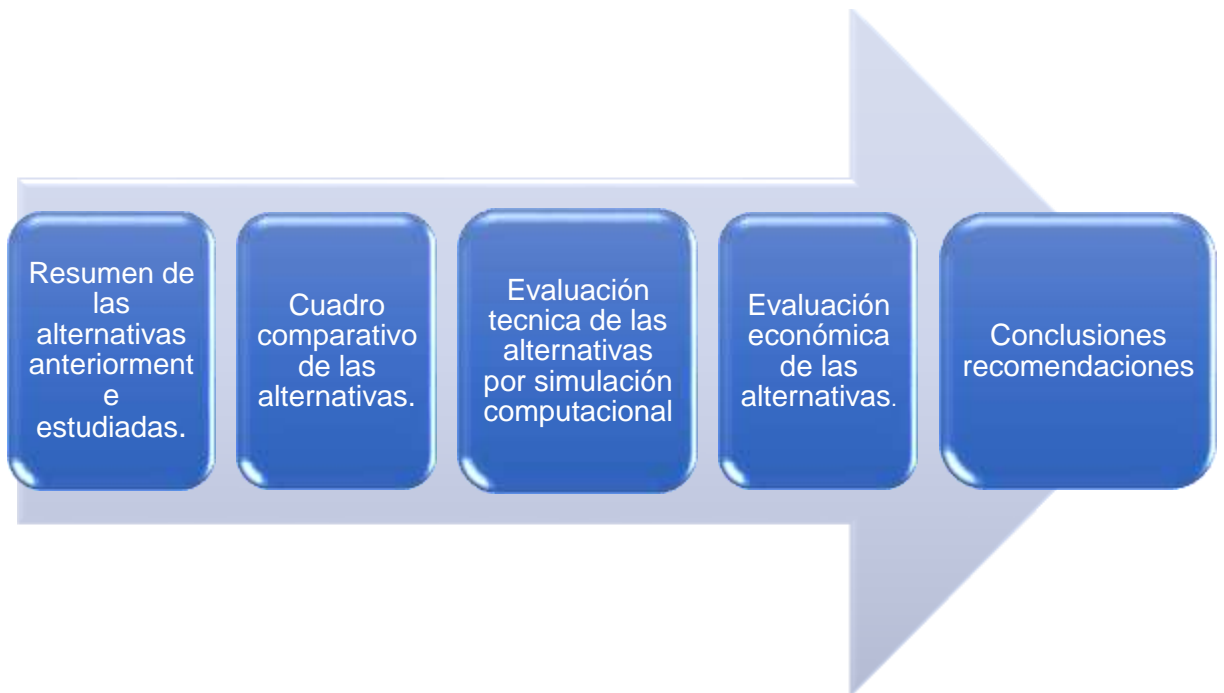 Resumen de
las
alternativas
anteriorment
e
estudiadas.
Cuadro
comparativo
de las
alternativas.
Evaluación
tecnica de las
alternativas
por simulación
computacional
Evaluación
económica
de las
alternativas.
Conclusiones
recomendaciones